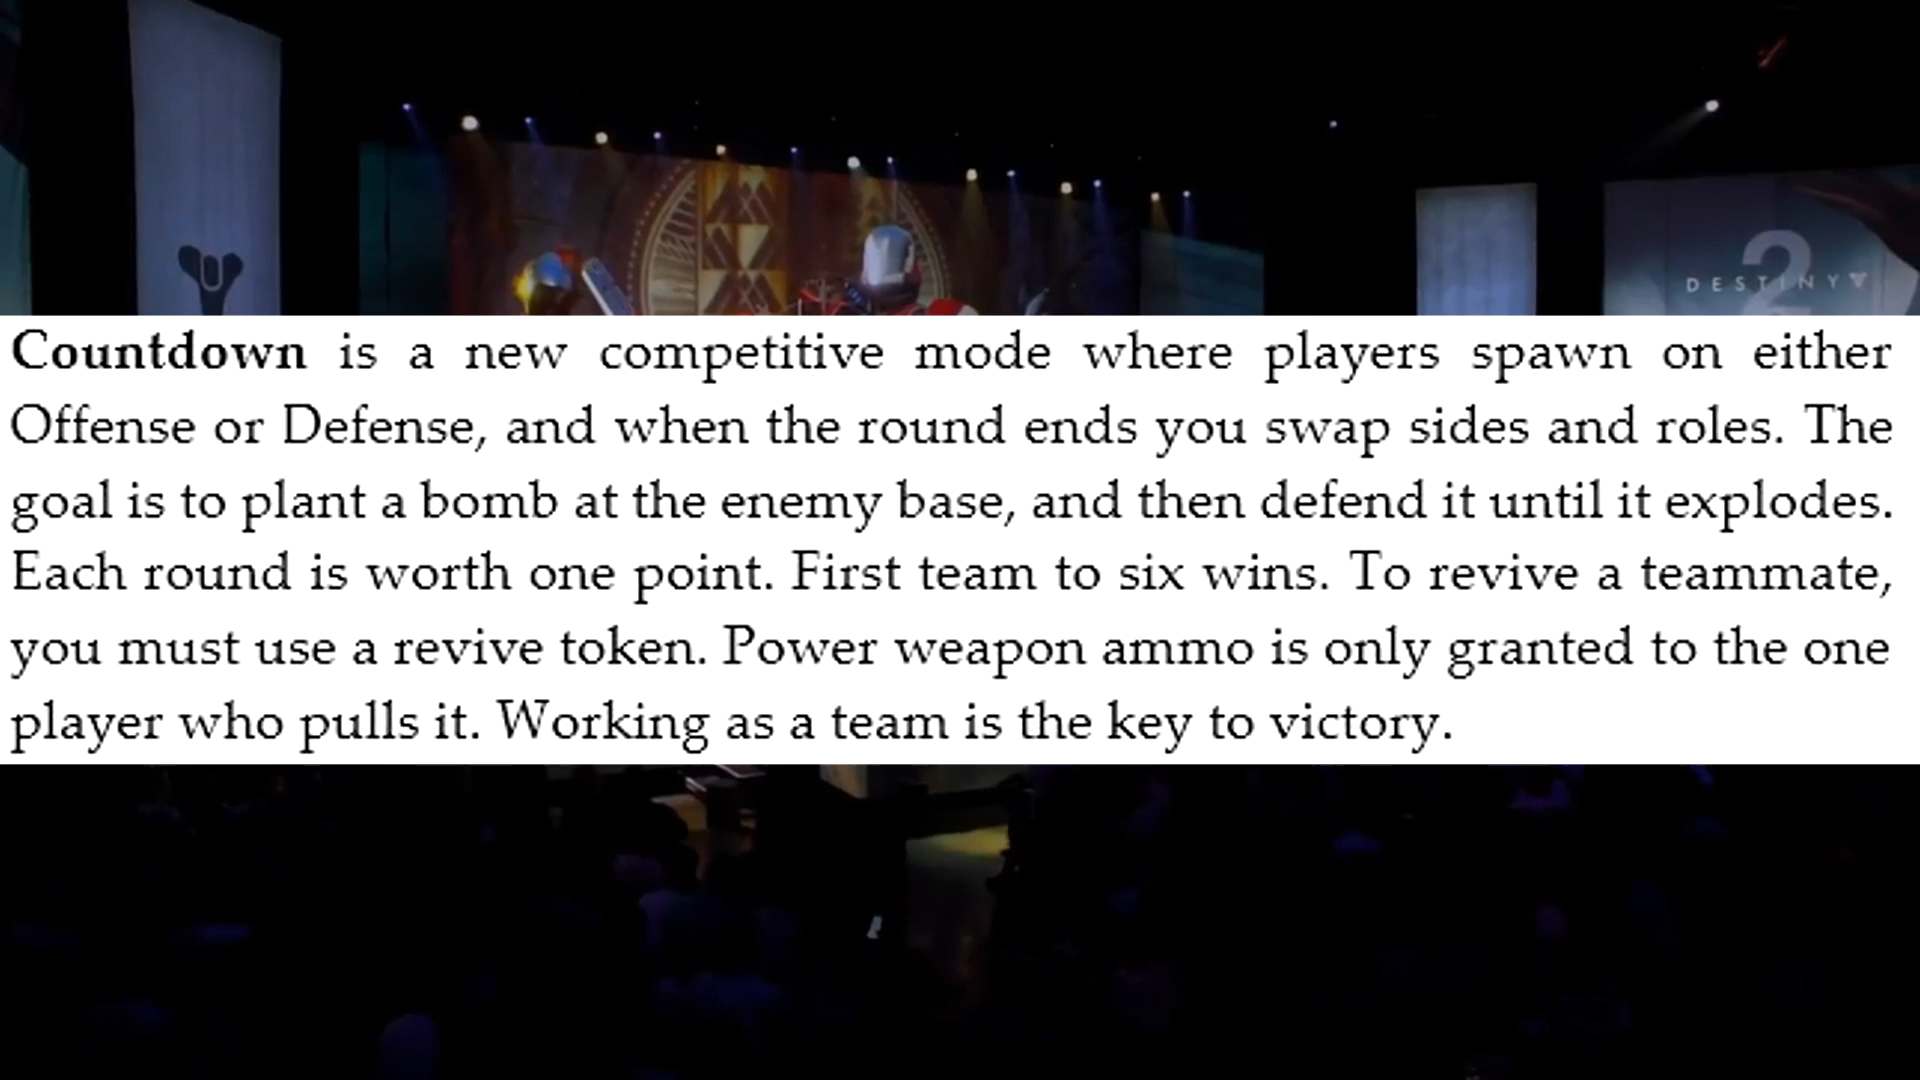 2
DESTINY
Countdown is a new competitive mode where players spawn on either
Offense or Defense, and when the round ends you swap sides and roles. The
goal is to plant a bomb at the enemy base, and then defend it until it explodes.
Each round is worth one point. First team to six wins. To revive a teammate,
you must use a revive token. Power weapon ammo is only granted to the one
player who pulls it. Working as a team is the key to victory.